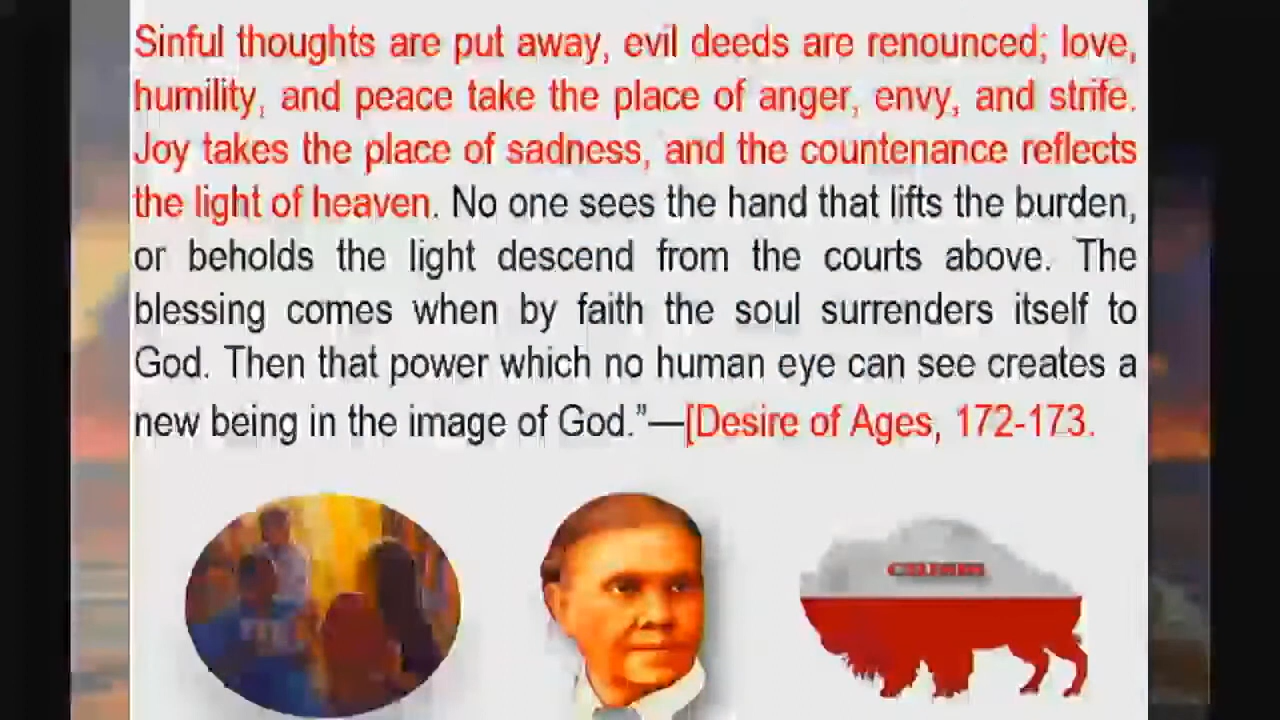 Sinful thoughts are put away, evil deeds are renounced; love,
humility, and peace take the place of anger, envy, and strife.
Joy takes the place of sadness, and the countenance reflects
the light of heaven. No one sees the hand that lifts the burden,
or beholds the light descend from the courts above. The
blessing comes when by faith the soul surrenders itself to
God. Then that power which no human eye can see creates a
new being in the image of God.”—[Desire of Ages, 172-173.